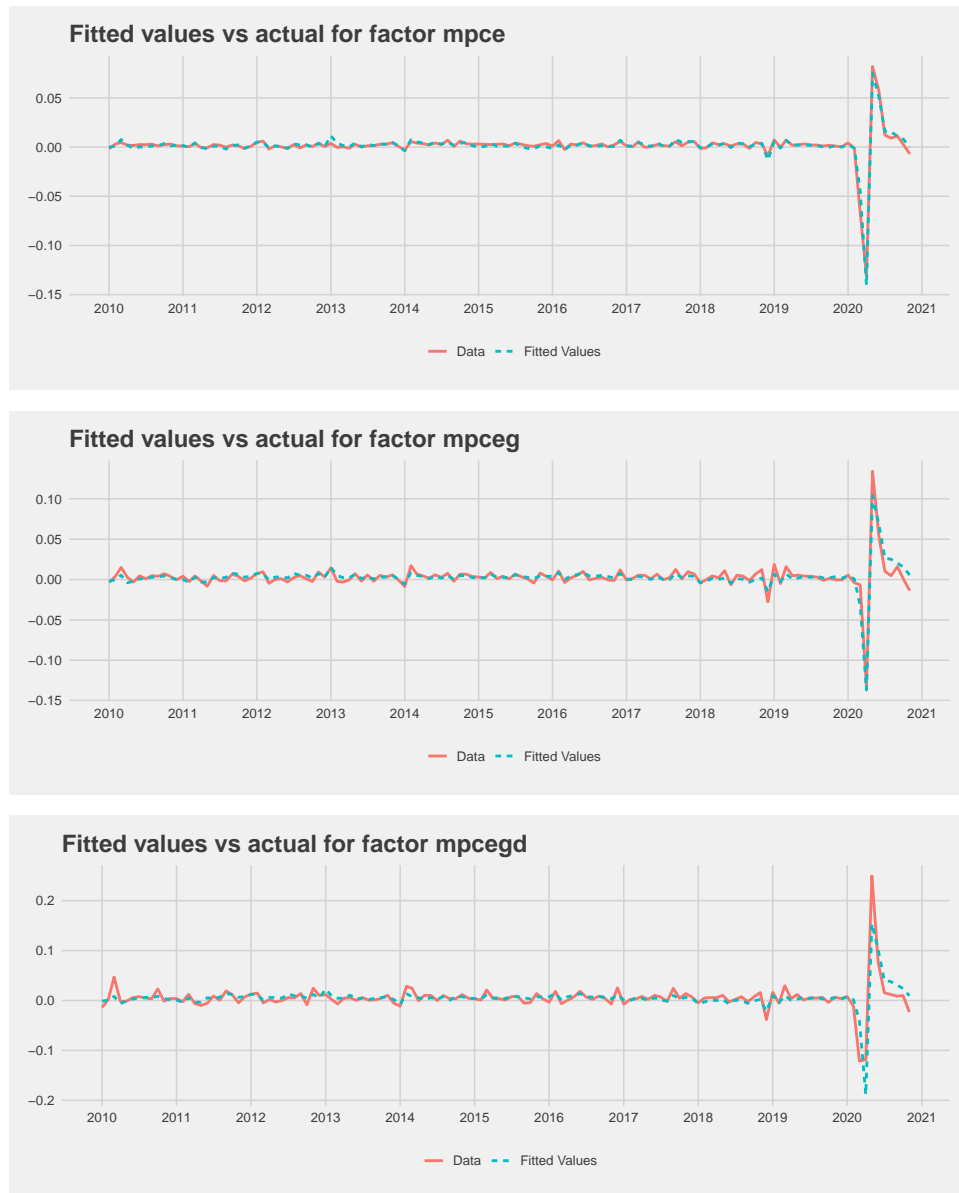 Fitted values vs actual for factor mpce
0.05
0.00
−0.05
−0.10
−0.15
2010 2011 2012 2013 2014 2015 2016 2017 2018 2019 2020 2021
Data Fitted Values
Fitted values vs actual for factor mpceg
0.10
0.05
0.00
−0.05
−0.10
−0.15
2010 2011 2012 2013 2014 2015 2016 2017 2018 2019 2020 2021
Data Fitted Values
Fitted values vs actual for factor mpcegd
0.2
0.1
0.0
−0.1
−0.2
2010 2011 2012 2013 2014 2015 2016 2017 2018 2019 2020 2021
Data Fitted Values